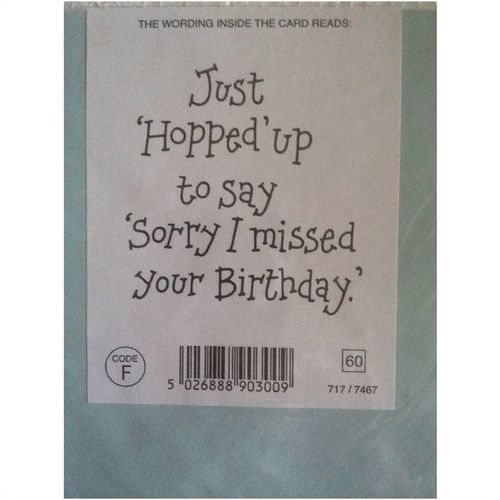 THE WORDING INSIDE THE CARD READS:
Just
'Hopped' up
to say
'Sorry I missed
your Birthday.'
CODE
F
5 026888 903009
60
717 / 7467